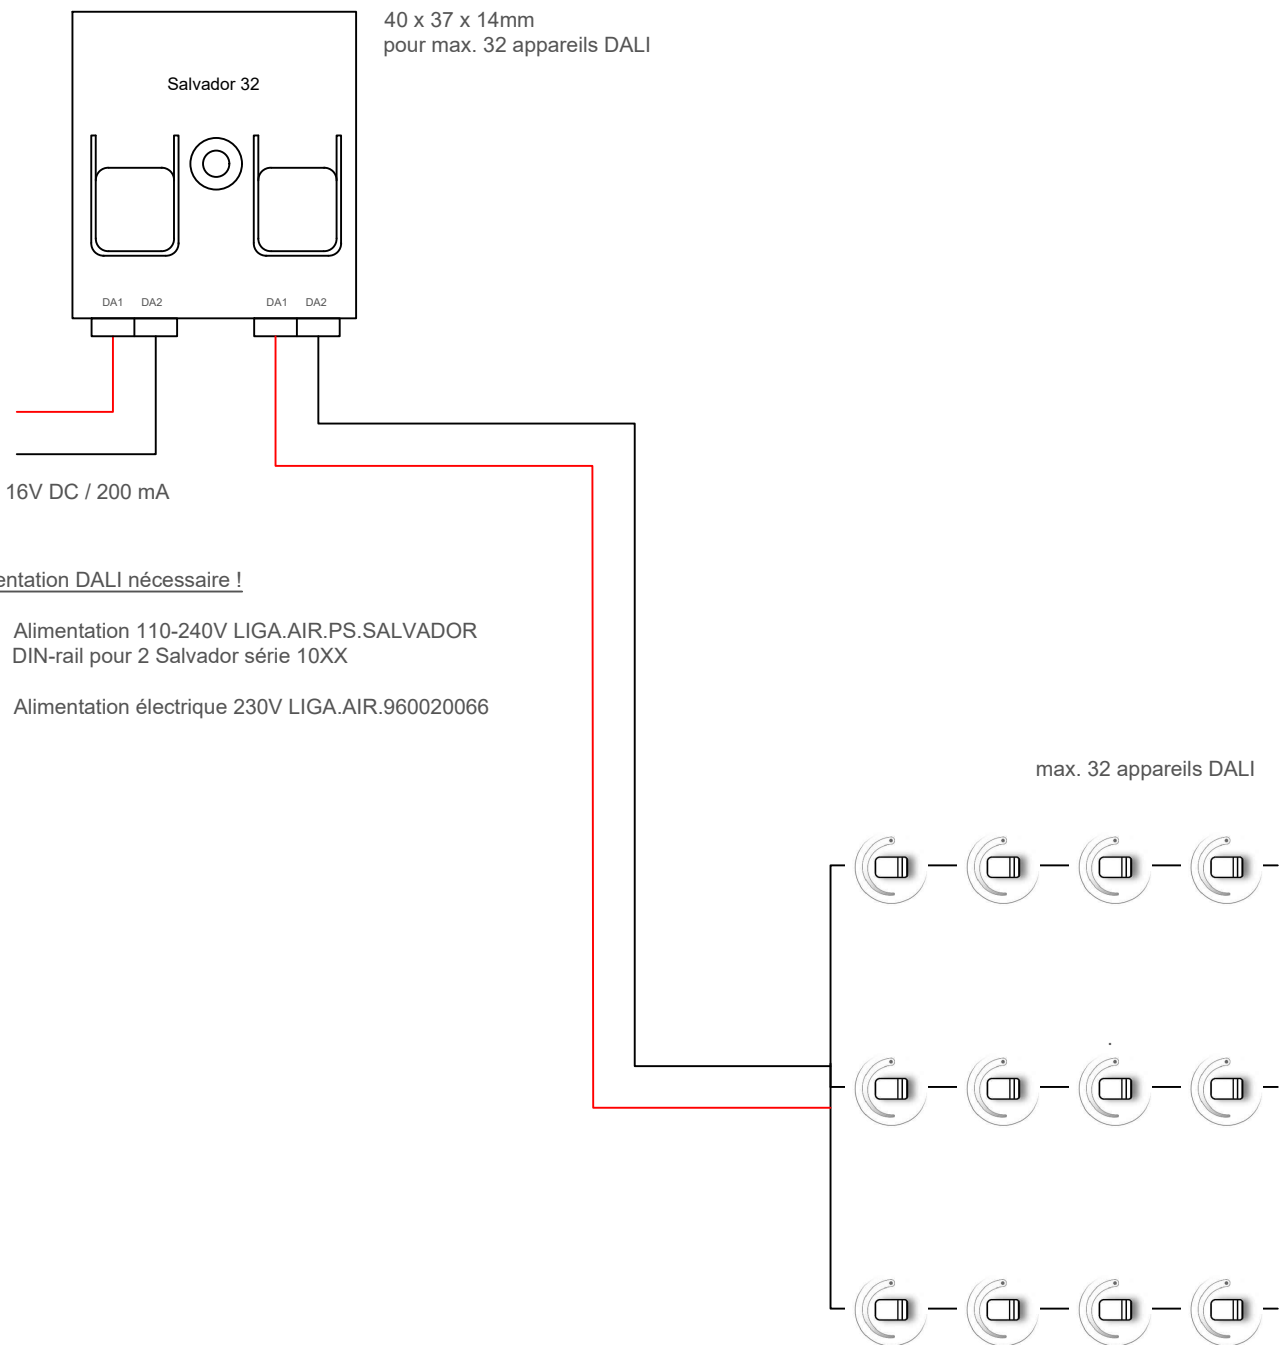 40 x 37 x 14mm
pour max. 32 appareils DALI
Salvador 32
DA1 DA2 DA1 DA2
16V DC / 200 mA
entation DALI nécessaire !
Alimentation 110-240V LIGA.AIR.PS.SALVADOR
DIN-rail pour 2 Salvador série 10XX
Alimentation électrique 230V LIGA.AIR.960020066
max. 32 appareils DALI